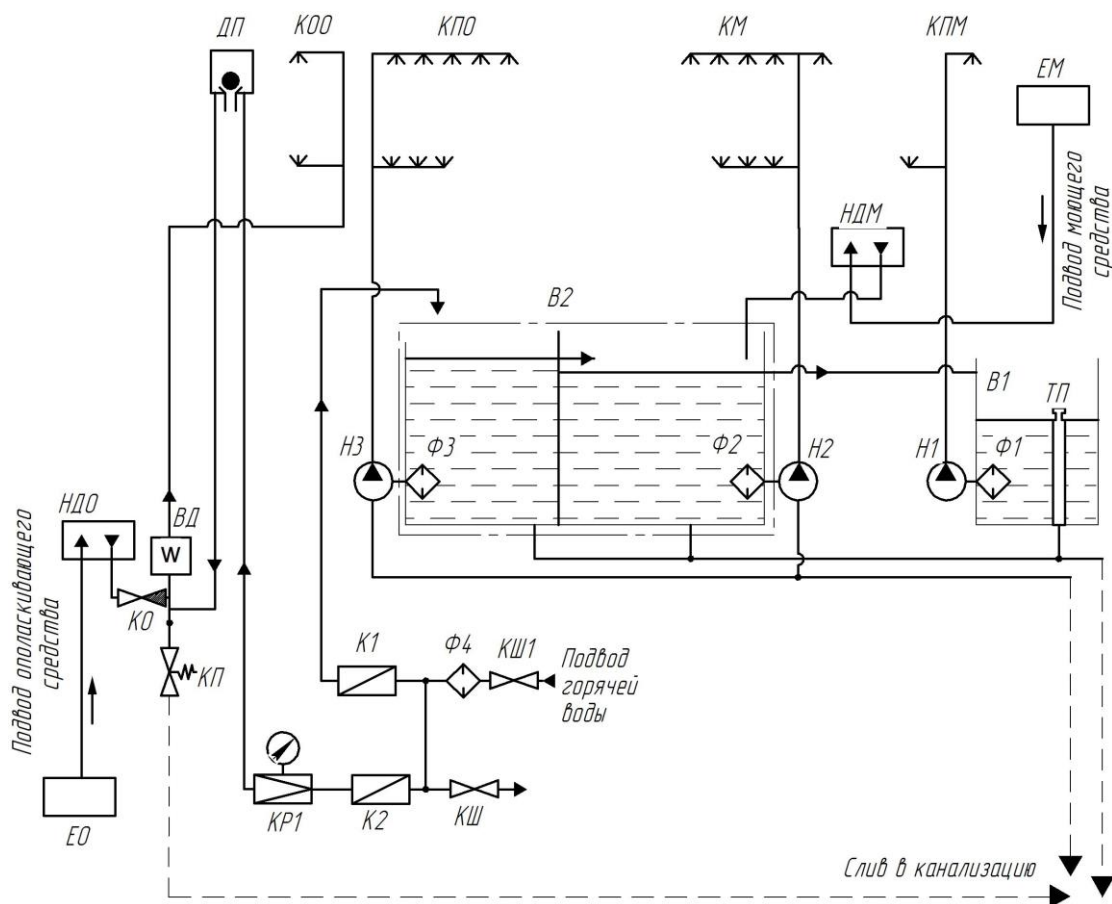 ДП
КОО
КПО
КМ
КПМ
ЕМ
Подвод моющего
средства
НДМ
В2
В1
ТП
Н3
Ф3
Ф2
Н2
Н1
Ф1
НДО
ВД
W
Подвод ополаскивающего
средства
КО
КП
К1
Ф4
КШ1
Подвод
горячей
воды
КР1
К2
КШ
ЕО
Слив в канализацию